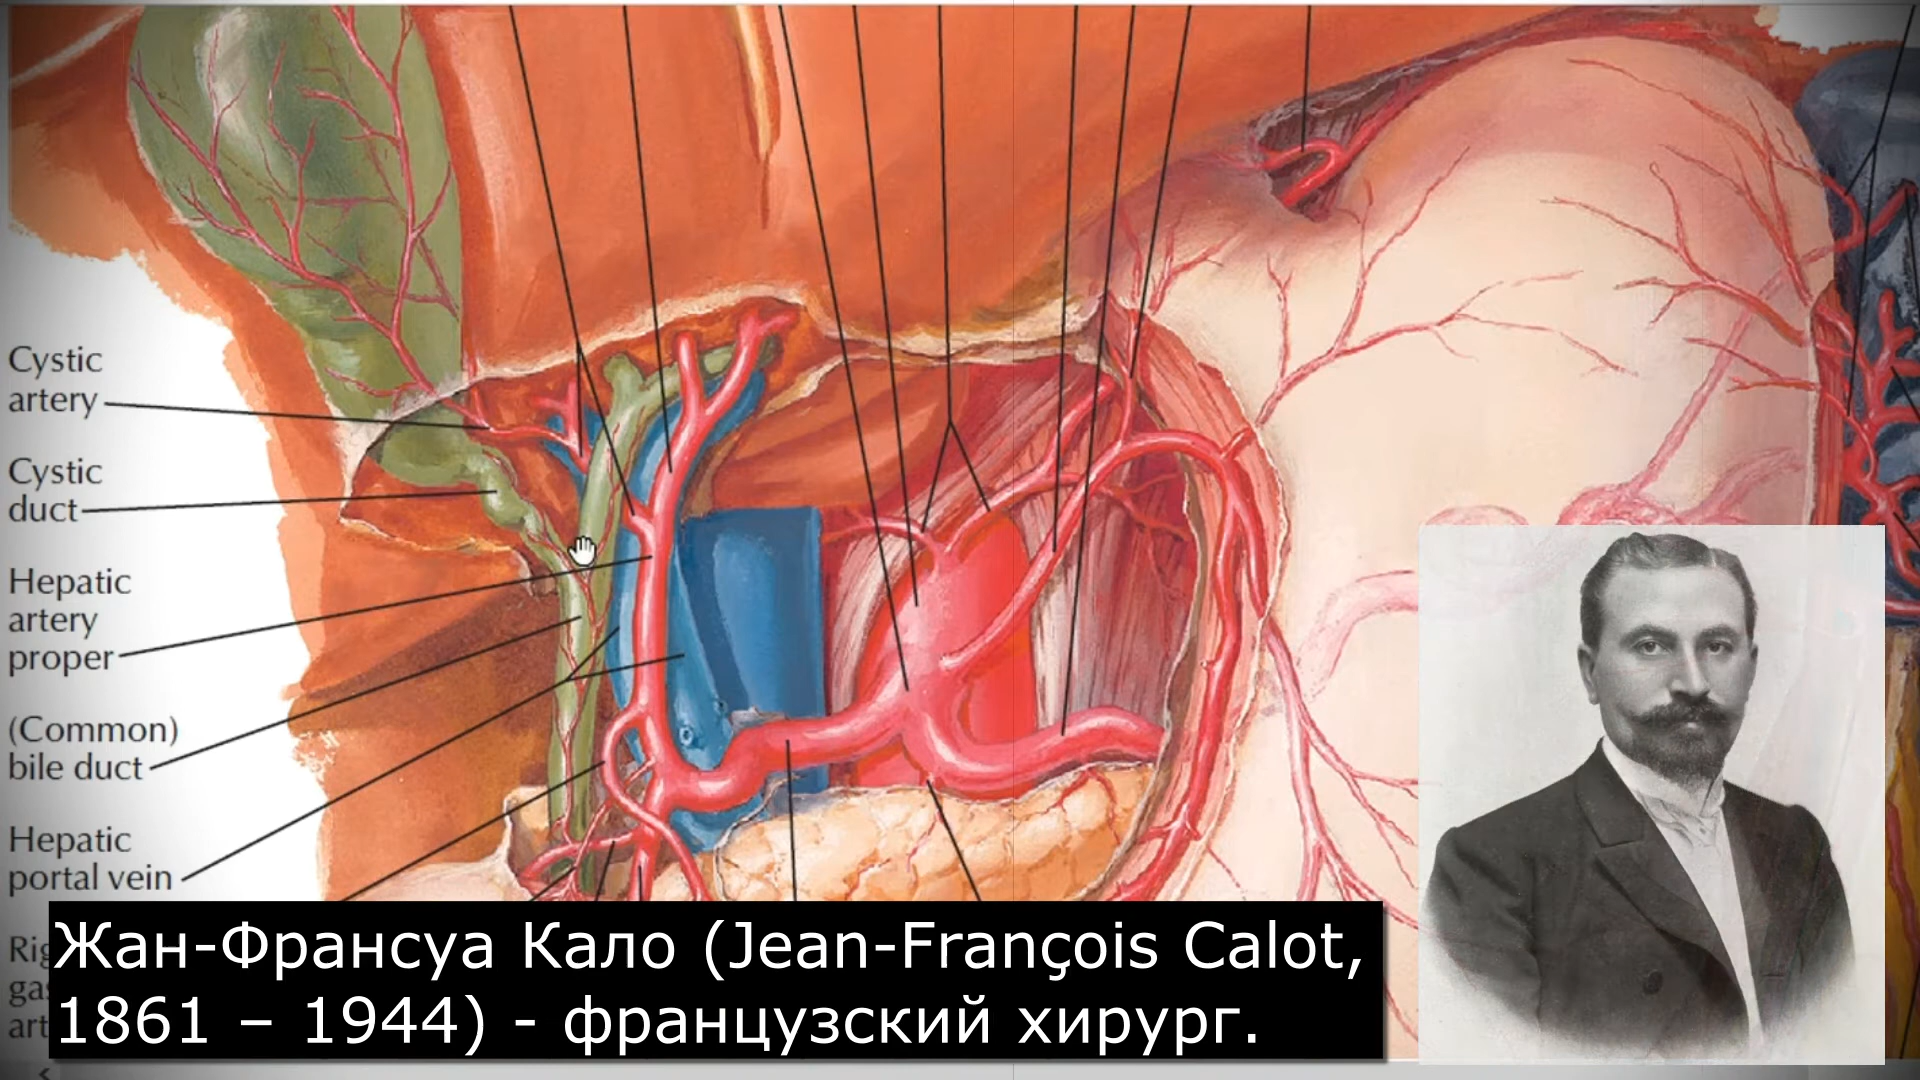 Cystic
artery
Cystic
duct
Hepatic
artery
proper
(Common)
bile duct
Hepatic
portal vein
Жан-Франсуа Кало (Jean-François Calot,
1861 – 1944) - французский хирург.